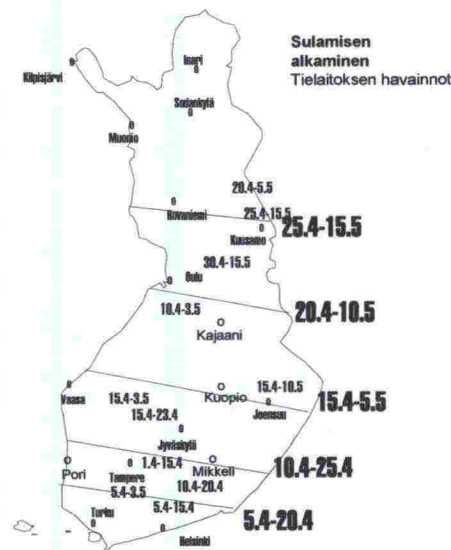 Sulamisen
alkaminen
Tielaitoksen havainnot
Inari
Kilpisjärvi
Sodankylä
Muonio
20.4-5.5
Rovaniemi
25.4-15.5
25.4-15.5
Kuusamo
30.4-15.5
Oulu
10.4-3.5
20.4-10.5
Kajaani
Vaasa
15.4-3.5
Kuopio
15.4-10.5
Joensuu
15.4-5.5
15.4-23.4
Jyväskylä
Pori
1.4-15.4
Mikkeli
10.4-25.4
Tampere
10.4-20.4
5.4-3.5
5.4-15.4
5.4-20.4
Turku
Helsinki